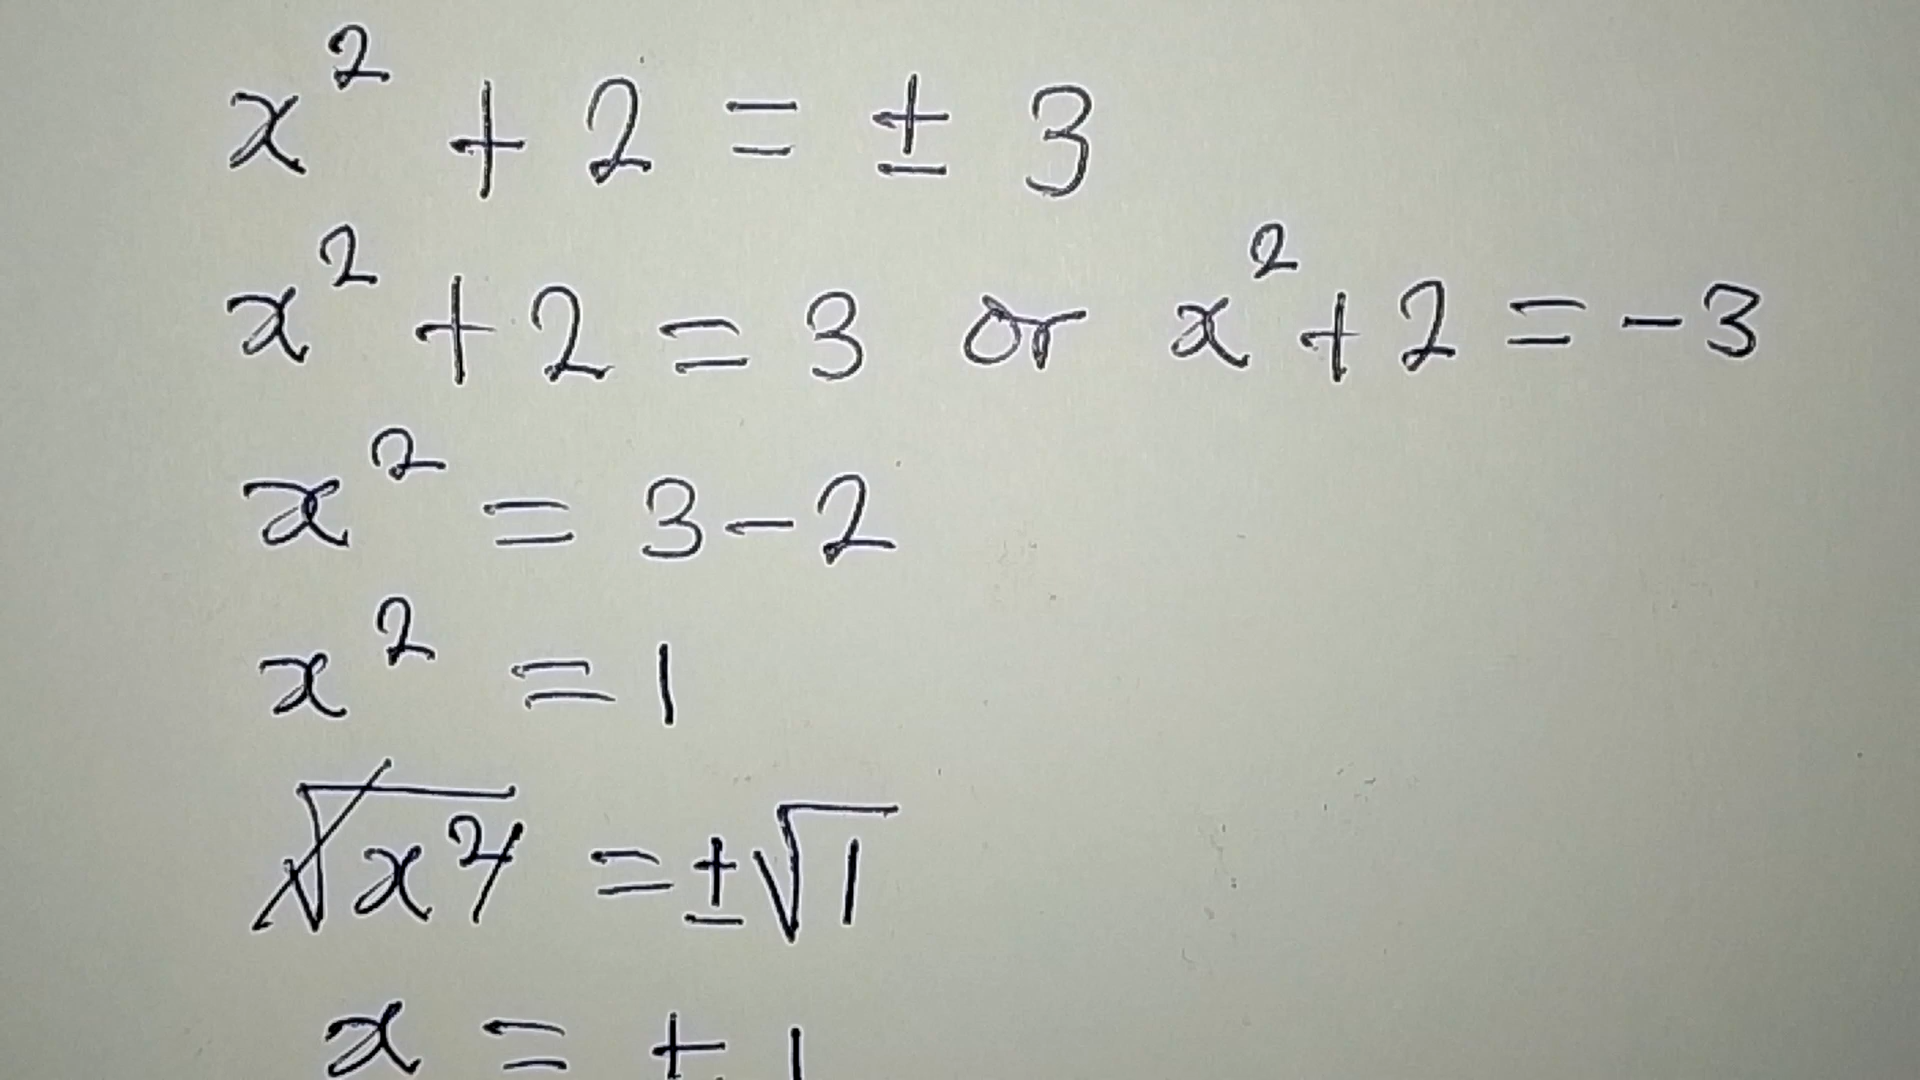 x² + 2 = ± 3
x² + 2 = 3 or x² + 2 = -3
x² = 3 - 2
x² = 1
√x² = ±√1
x = ± 1